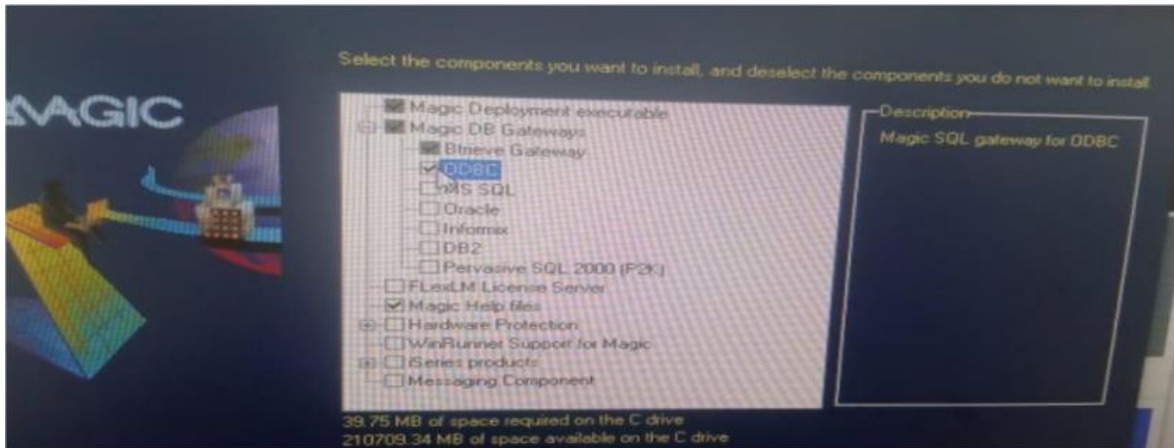 Select the components you want to install, and deselect the components you do not want to install.
MAGIC
Magic Deployment executable
Magic DB Gateways
Btrieve Gateway
ODBC
MS SQL
Oracle
Informix
DB2
Pervasive SQL 2000 (P2K)
FLexLM License Server
Magic Help files
Hardware Protection
WinRunner Support for Magic
iSeries products
Messaging Component
Description
Magic SQL gateway for ODBC
39.75 MB of space required on the C drive
210709.34 MB of space available on the C drive